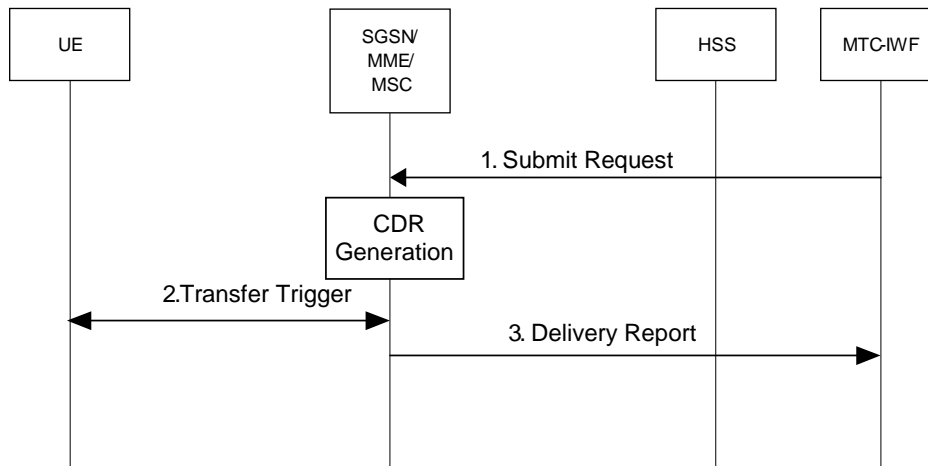 UE
SGSN/
MME/
MSC
HSS
MTC-IWF
1. Submit Request
CDR
Generation
2.Transfer Trigger
3. Delivery Report